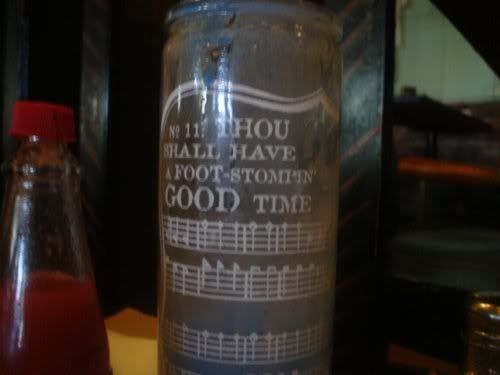 Nº 11: THOU
SHALL HAVE
A FOOT-STOMPIN'
GOOD TIME